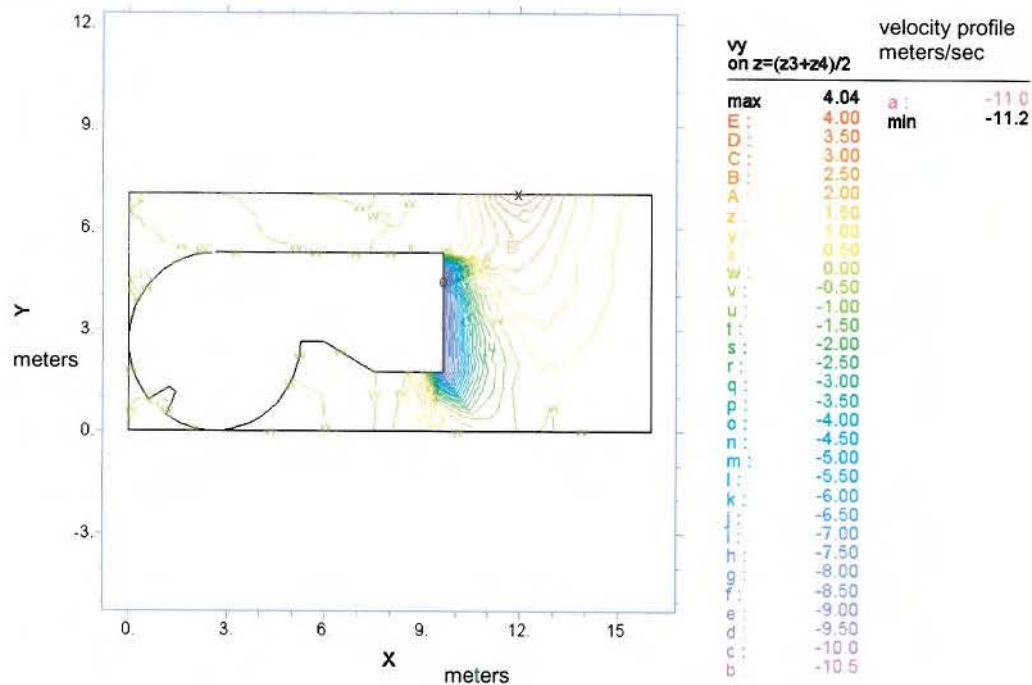 velocity profile
meters/sec
vy
on z=(z3+z4)/2
max 4.04
E : 4.00
D : 3.50
C : 3.00
B : 2.50
A : 2.00
z : 1.50
y : 1.00
x : 0.50
w : 0.00
v : -0.50
u : -1.00
t : -1.50
s : -2.00
r : -2.50
q : -3.00
p : -3.50
o : -4.00
n : -4.50
m : -5.00
l : -5.50
k : -6.00
j : -6.50
i : -7.00
h : -7.50
g : -8.00
f : -8.50
e : -9.00
d : -9.50
c : -10.0
b : -10.5
a : -11.0
min -11.2
12.
9.
6.
3.
0.
-3.
Y
meters
0.
3.
6.
9.
12.
15.
X
meters
X